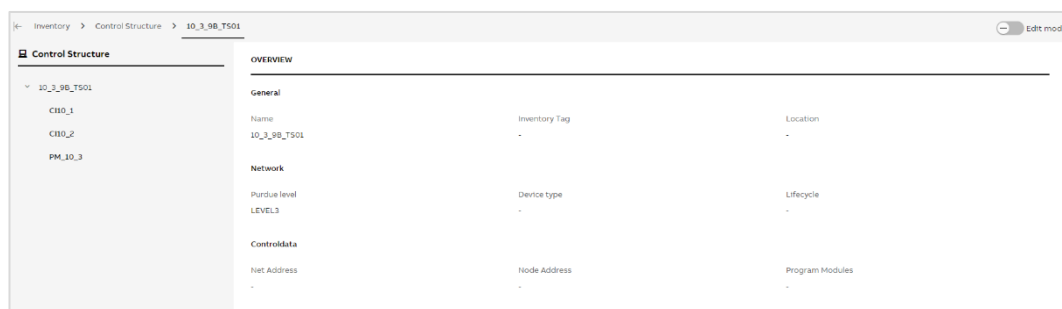 Inventory > Control Structure > 10_3_9B_TS01
Edit mod
Control Structure
10_3_9B_TS01
CI10_1
CI10_2
PM_10_3
OVERVIEW
General
Name Inventory Tag Location
10_3_9B_TS01 - -
Network
Purdue level Device type Lifecycle
LEVEL3 - -
Controldata
Net Address Node Address Program Modules
- - -